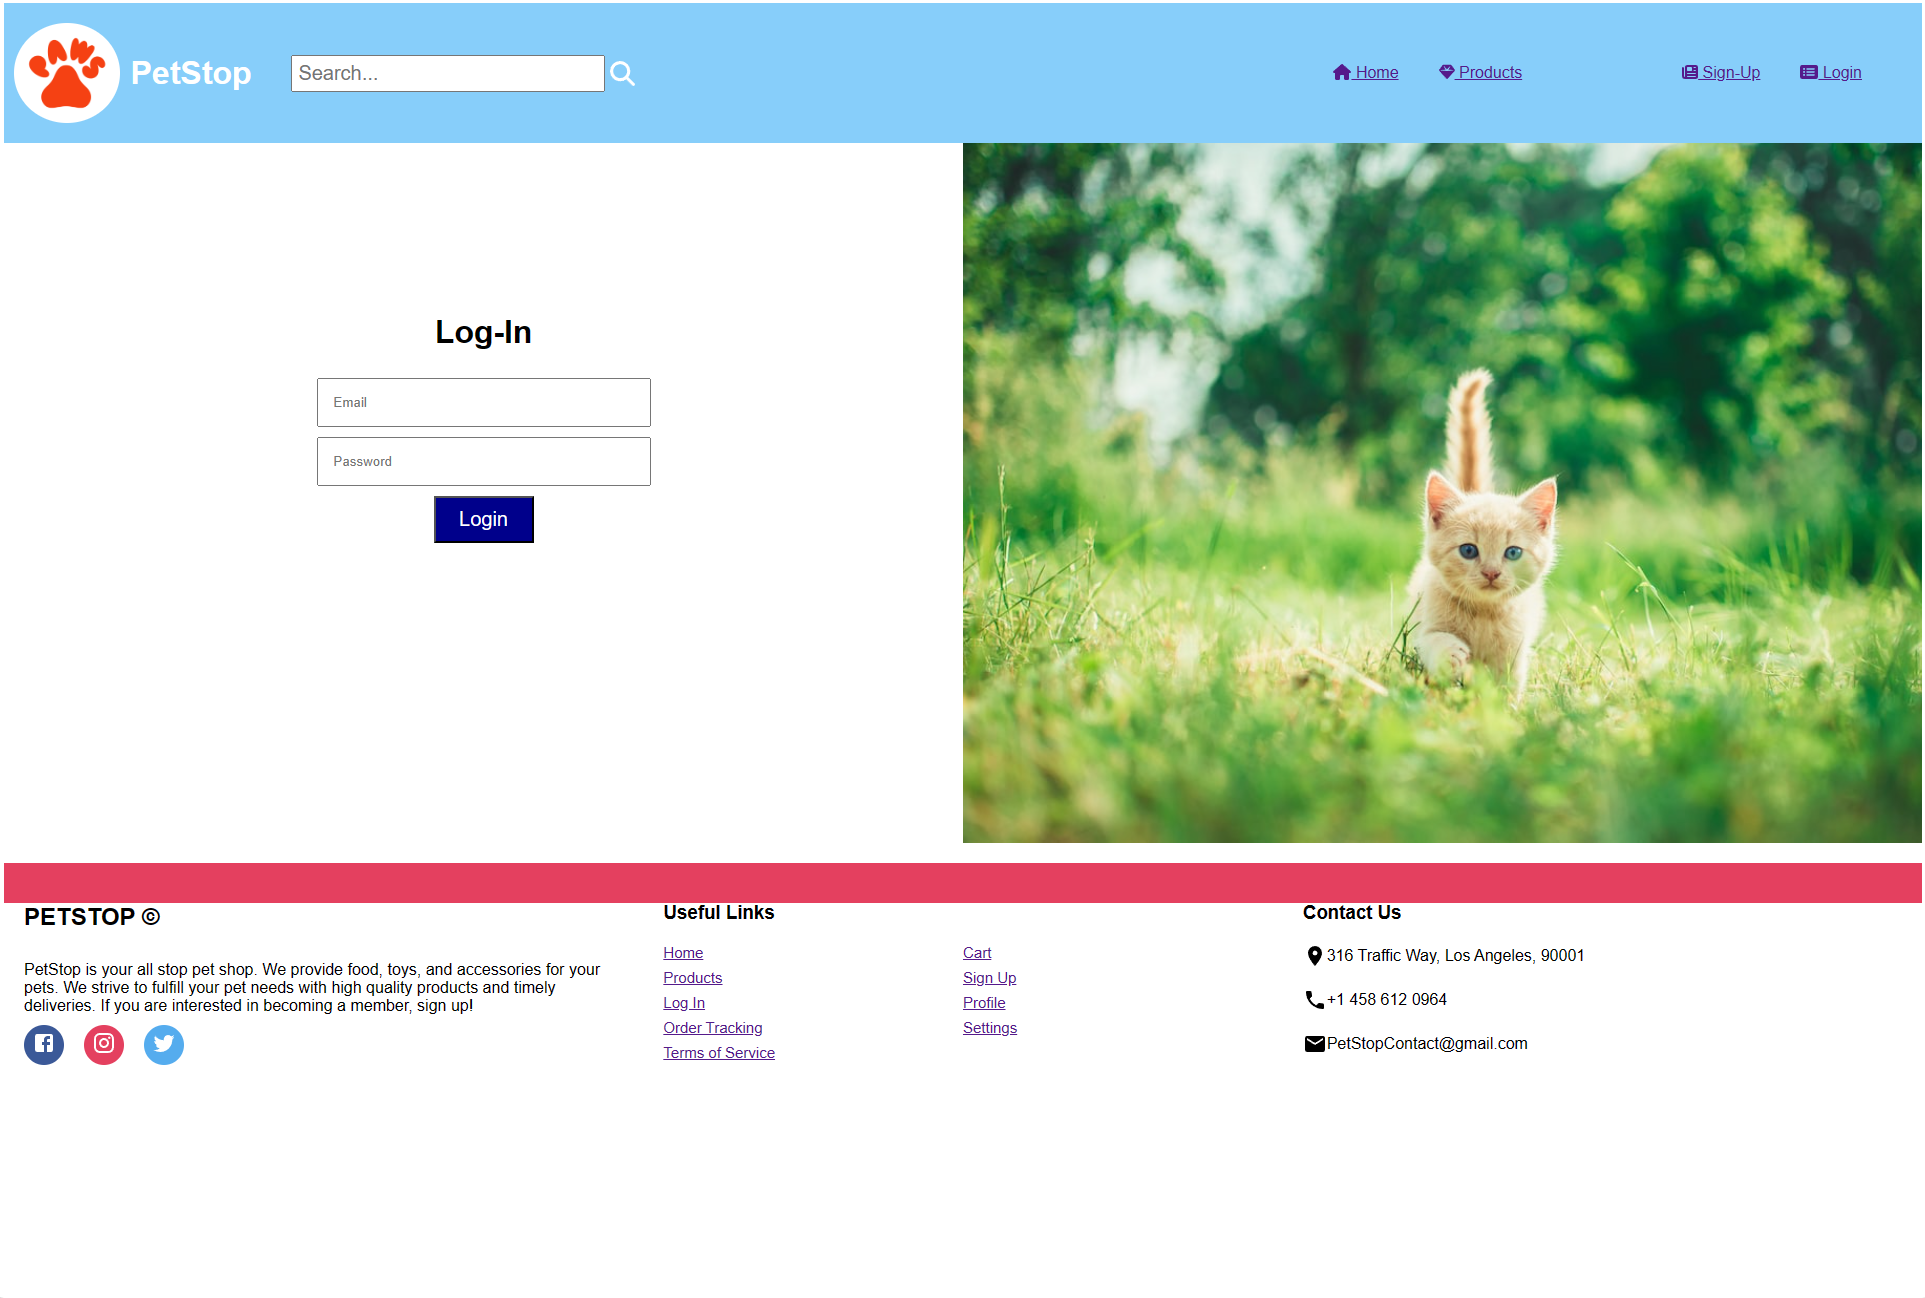 PetStop
Search...
Home
Products
Sign-Up
Login
Log-In
Email
Password
Login
PETSTOP ©
PetStop is your all stop pet shop. We provide food, toys, and accessories for your
pets. We strive to fulfill your pet needs with high quality products and timely
deliveries. If you are interested in becoming a member, sign up!
Useful Links
Home
Products
Log In
Order Tracking
Terms of Service
Cart
Sign Up
Profile
Settings
Contact Us
316 Traffic Way, Los Angeles, 90001
+1 458 612 0964
PetStopContact@gmail.com